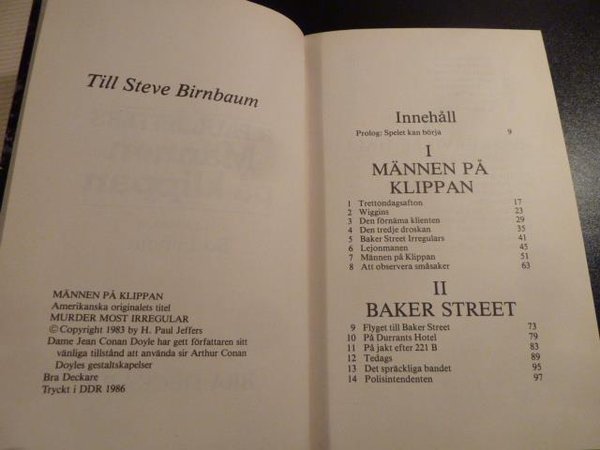 Till Steve Birnbaum
MÄNNEN PÅ KLIPPAN
Amerikanska originalets titel
MURDER MOST IRREGULAR
© Copyright 1983 by H. Paul Jeffers
Dame Jean Conan Doyle har gett författaren sitt
vänliga tillstånd att använda sir Arthur Conan
Doyles gestaltskapelser
Bra Deckare
Tryckt i DDR 1986
Innehåll
Prolog: Spelet kan börja 9
I
MÄNNEN PÅ
KLIPPAN
1 Trettondagsafton 17
2 Wiggins 23
3 Den förnäma klienten 29
4 Den tredje droskan 35
5 Baker Street Irregulars 41
6 Lejonmanen 45
7 Männen på Klippan 51
8 Att observera småsaker 63
II
BAKER STREET
9 Flyget till Baker Street 73
10 På Durrants Hotel 79
11 På jakt efter 221 B 83
12 Tedags 89
13 Det spräckliga bandet 95
14 Polisintendenten 97